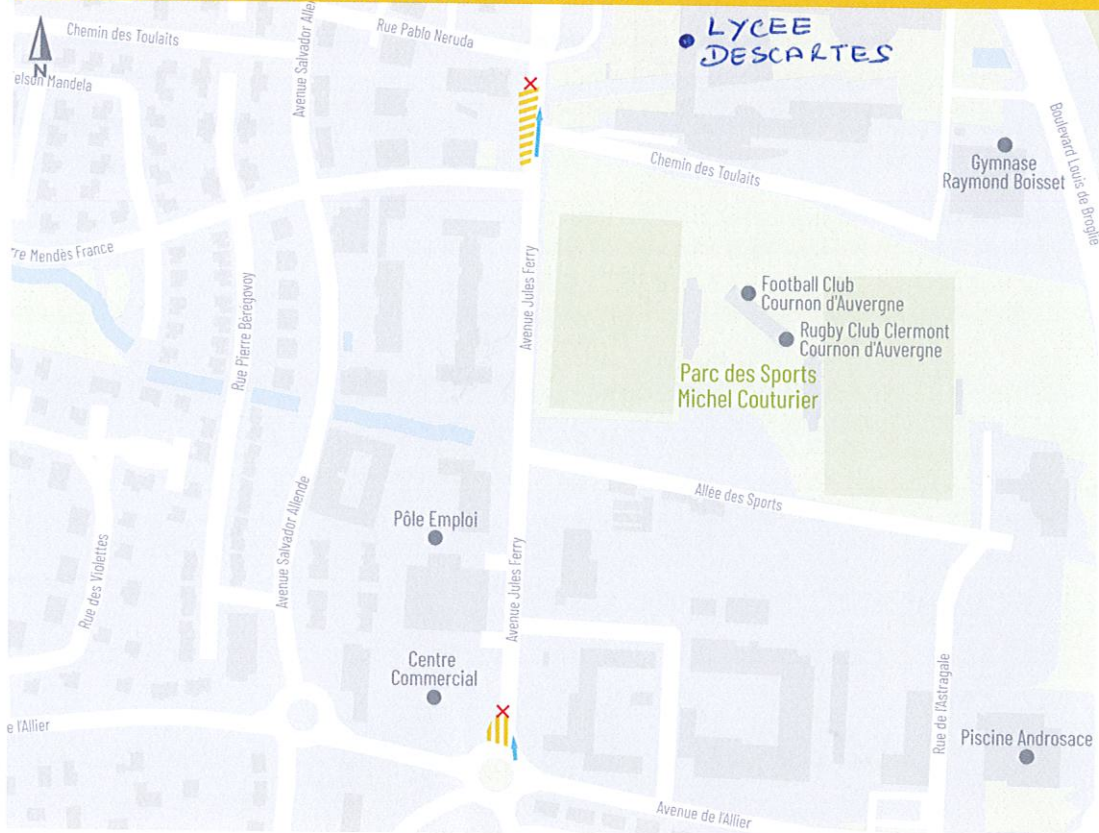 Chemin des Toulaits
Rue Pablo Neruda
LYCEE
DESCARTES
N
elson Mandela
Avenue Salvador Aller
Boulevard Louis de Broglie
Gymnase
Raymond Boisset
Chemin des Toulaits
re Mendès France
Rue Pierre Bérégovoy
Avenue Jules Ferry
Football Club
Cournon d'Auvergne
Rugby Club Clermont
Cournon d'Auvergne
Parc des Sports
Michel Couturier
Allée des Sports
Pôle Emploi
Avenue Salvador Allende
Rue des Violettes
Avenue Jules Ferry
Centre
Commercial
e l'Allier
Rue de l'Astragale
Piscine Androsace
Avenue de l'Allier